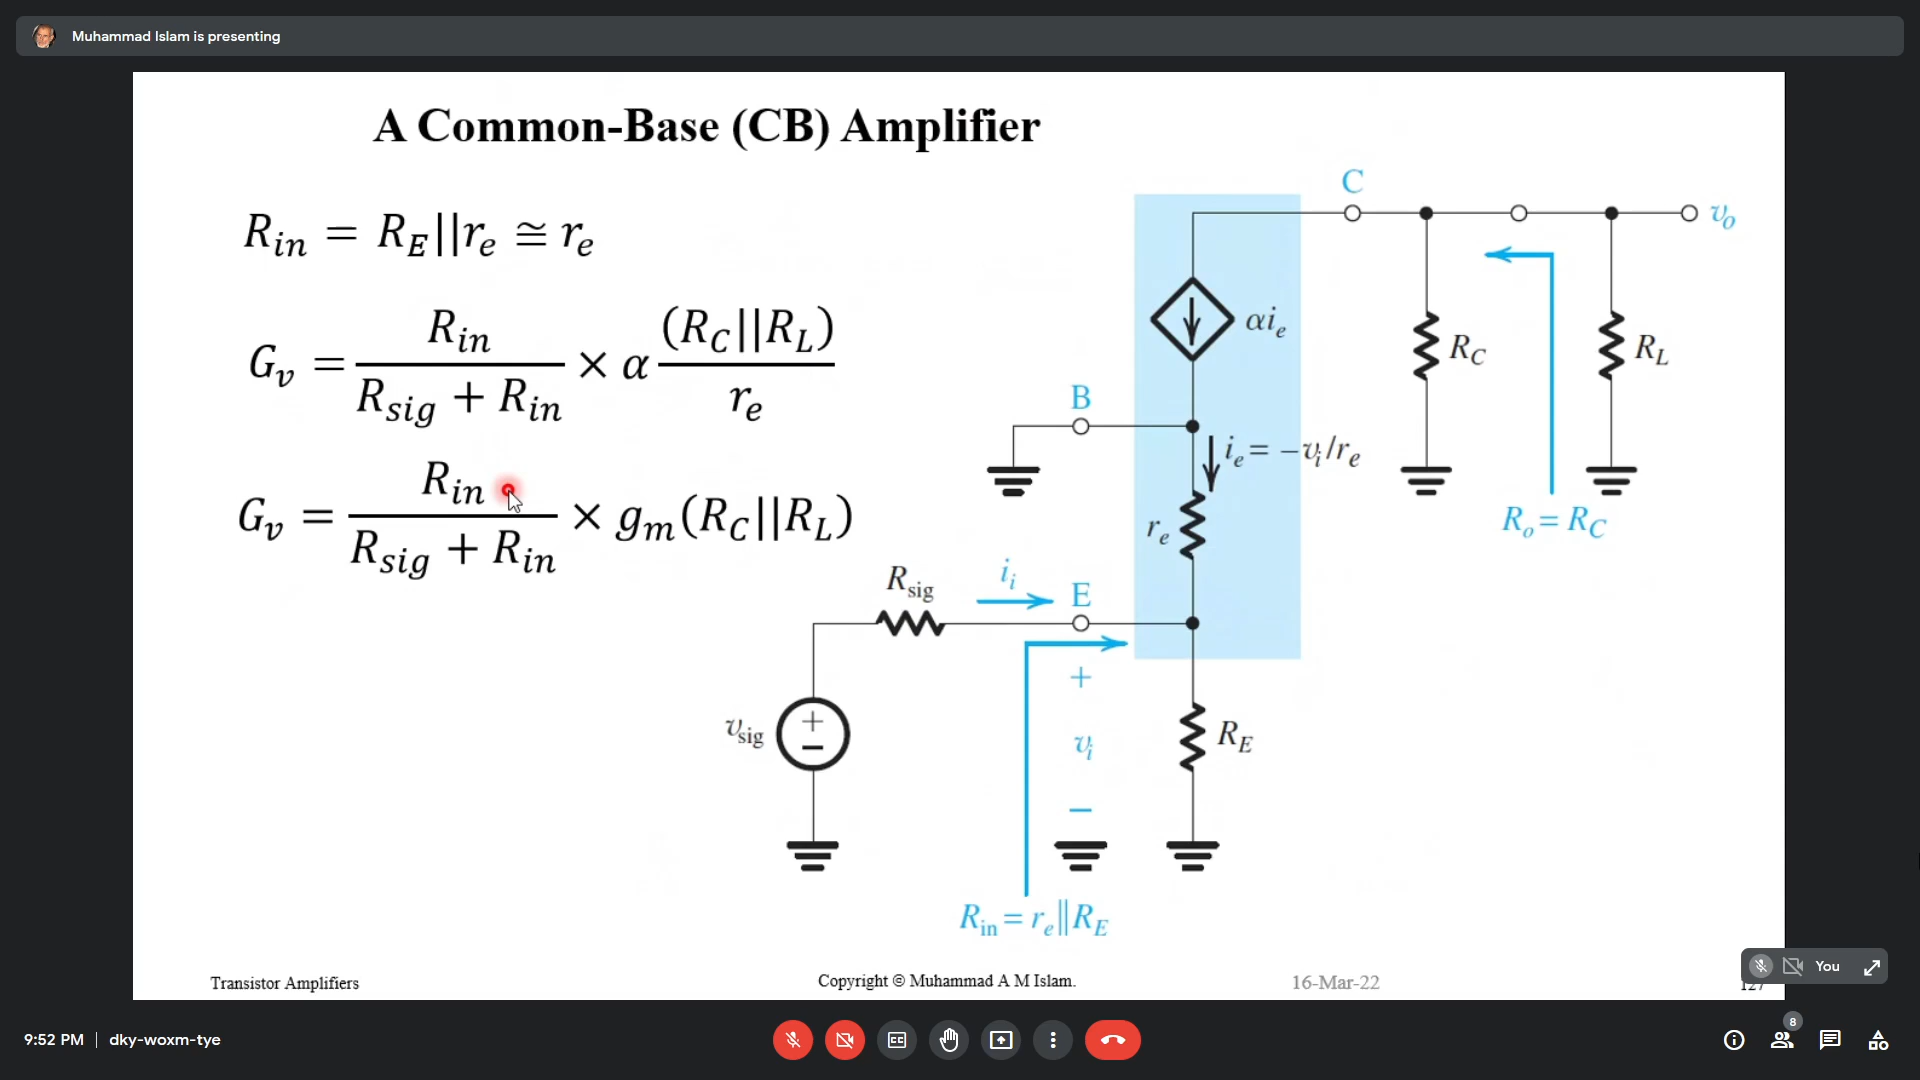 Muhammad Islam is presenting
A Common-Base (CB) Amplifier
R_in = R_E||r_e ≅ r_e
G_v = R_in / (R_sig + R_in) × α (R_C||R_L) / r_e
G_v = R_in / (R_sig + R_in) × g_m(R_C||R_L)
C
v_o
αi_e
R_C
R_L
B
i_e = −v_i/r_e
r_e
R_o = R_C
R_sig
i_i
E
+
v_sig
+
−
v_i
R_E
−
R_in = r_e||R_E
Transistor Amplifiers
Copyright © Muhammad A M Islam.
16-Mar-22
You
127
9:52 PM | dky-woxm-tye
CC
8